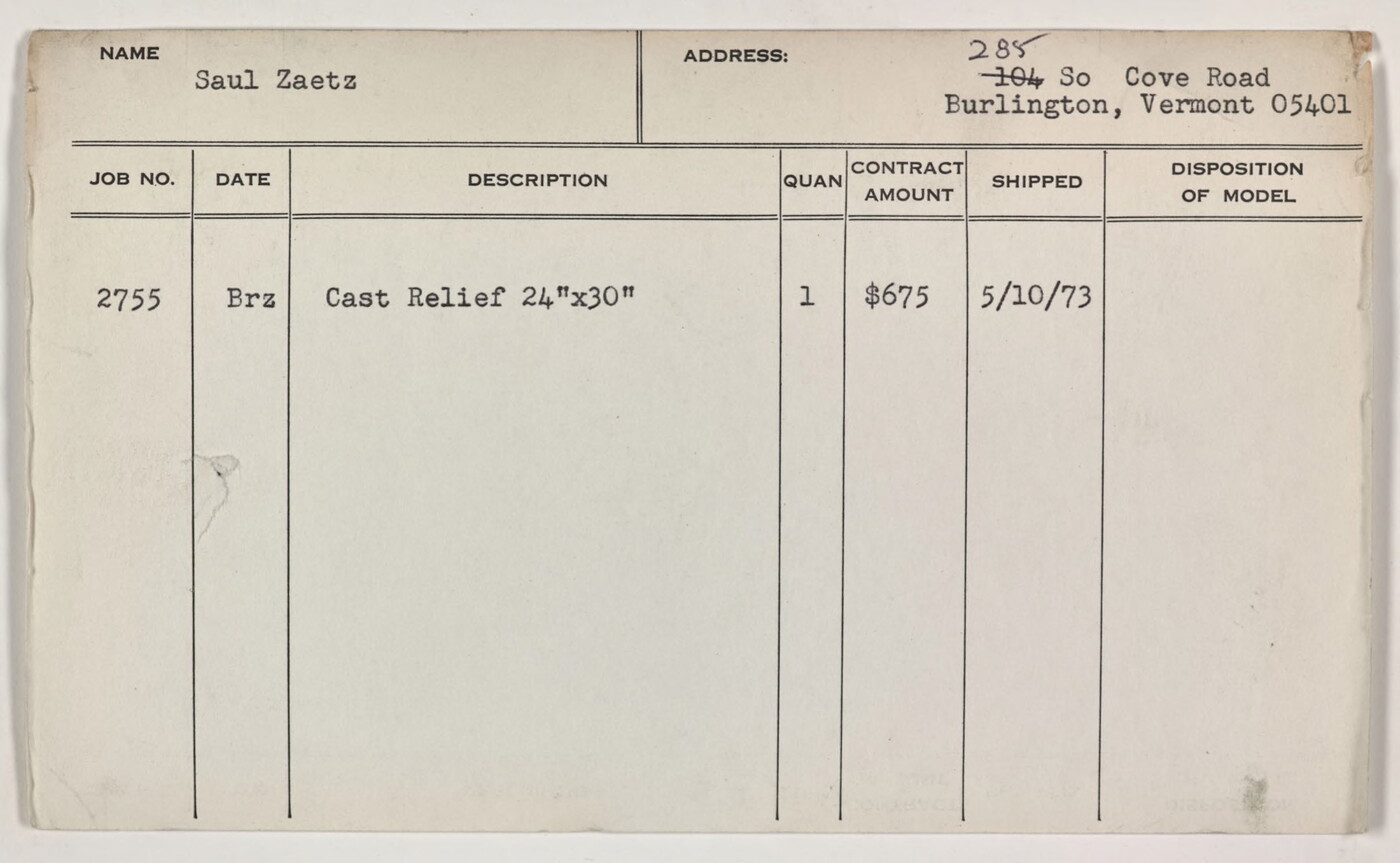 NAME
Saul Zaetz
ADDRESS:
285
104 So Cove Road
Burlington, Vermont 05401
JOB NO. DATE DESCRIPTION QUAN CONTRACT AMOUNT SHIPPED DISPOSITION OF MODEL
2755 Brz Cast Relief 24"x30" 1 $675 5/10/73